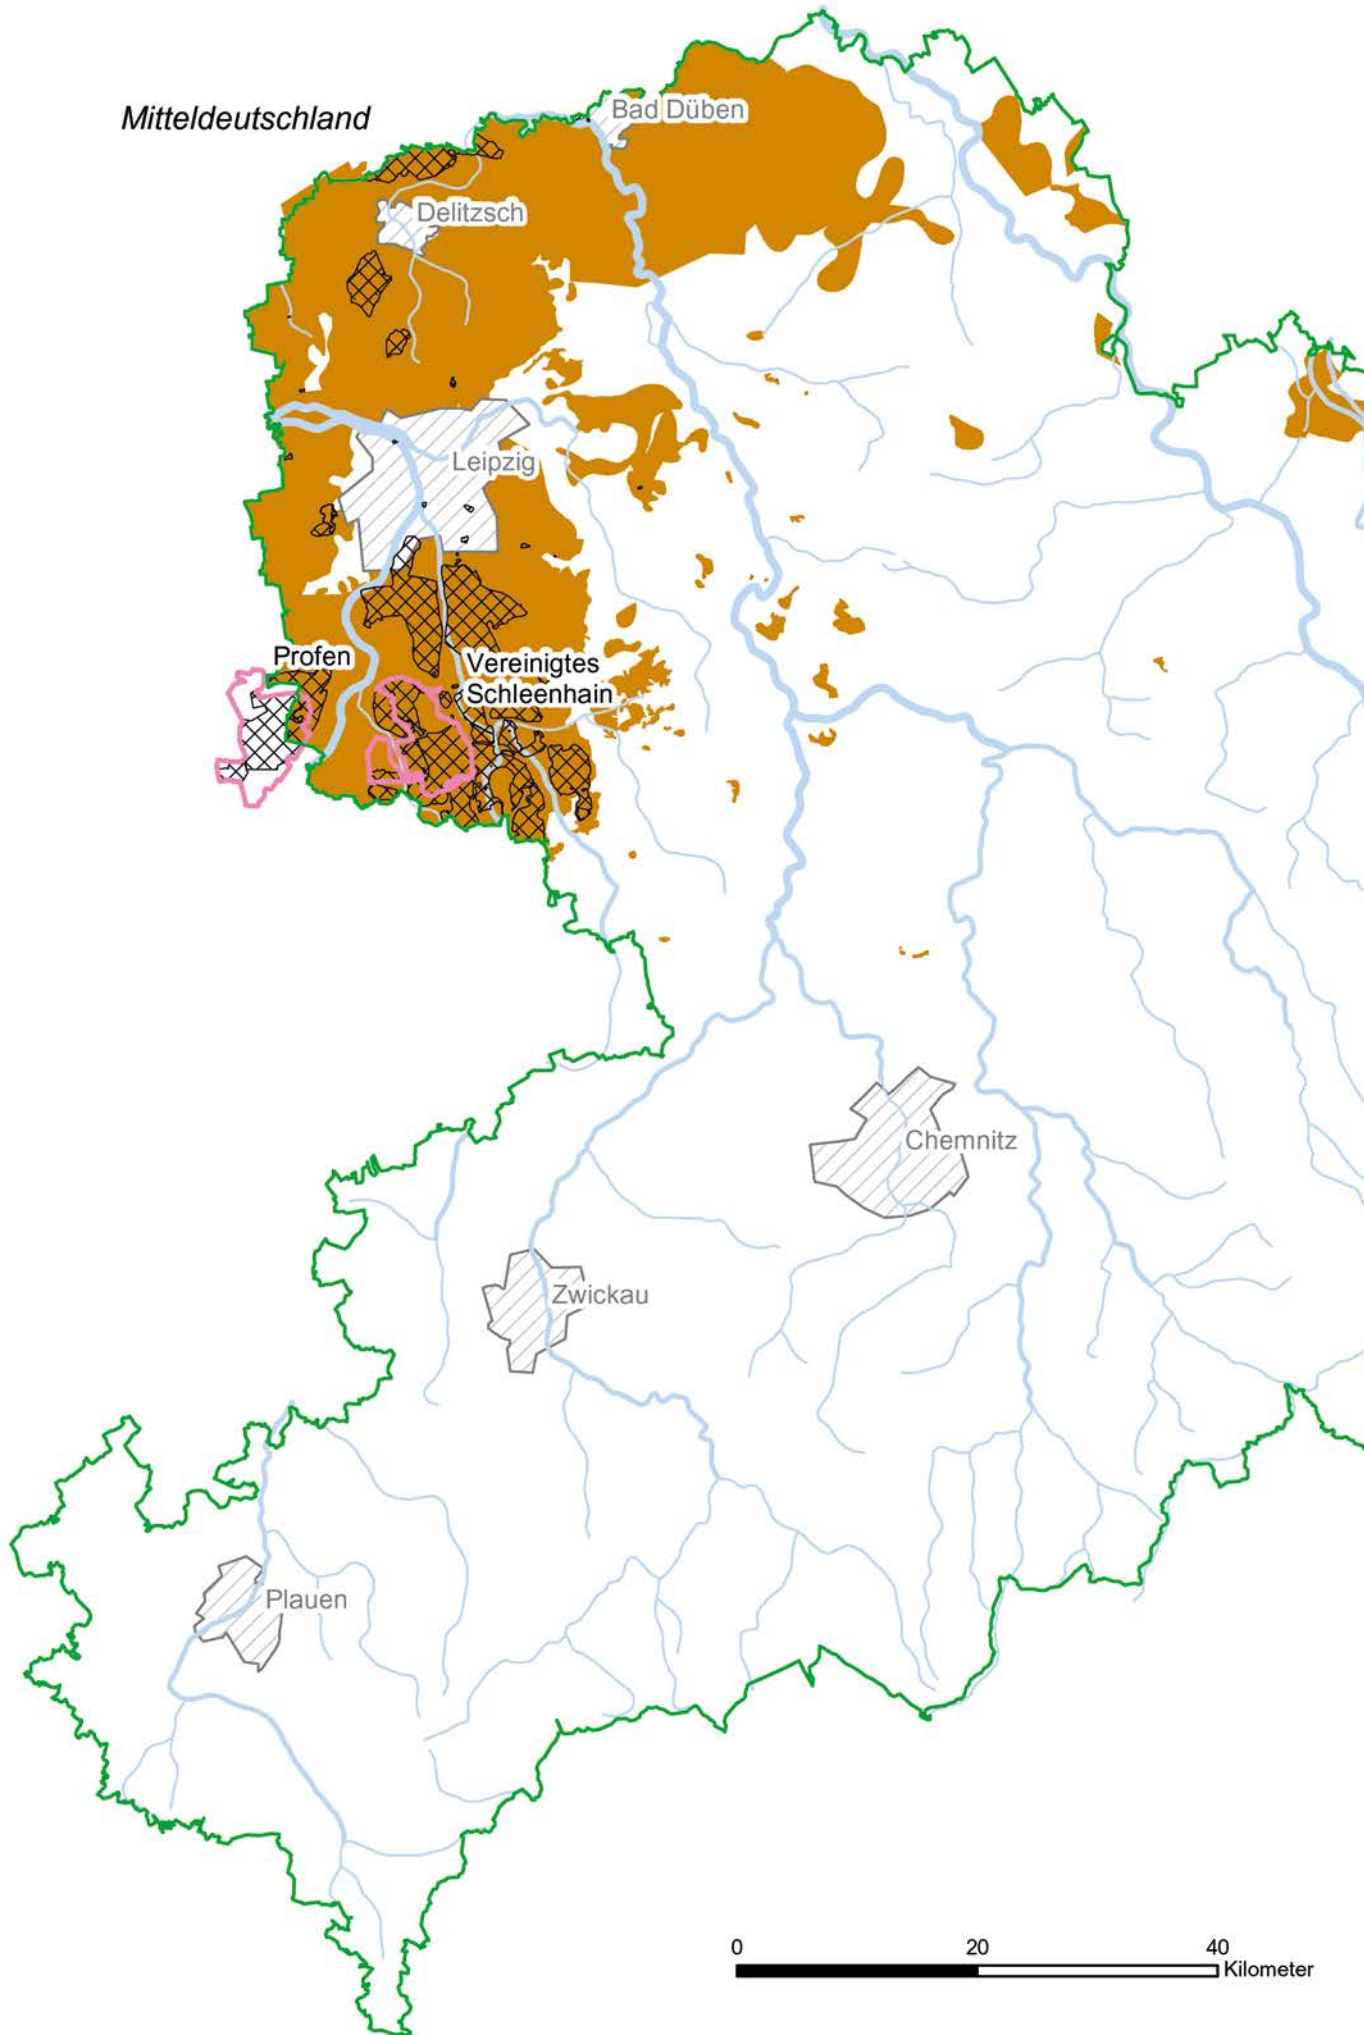 Mitteldeutschland
Bad Düben
Delitzsch
Leipzig
Profen
Vereinigtes
Schleenhain
Chemnitz
Zwickau
Plauen
0 20 40
Kilometer